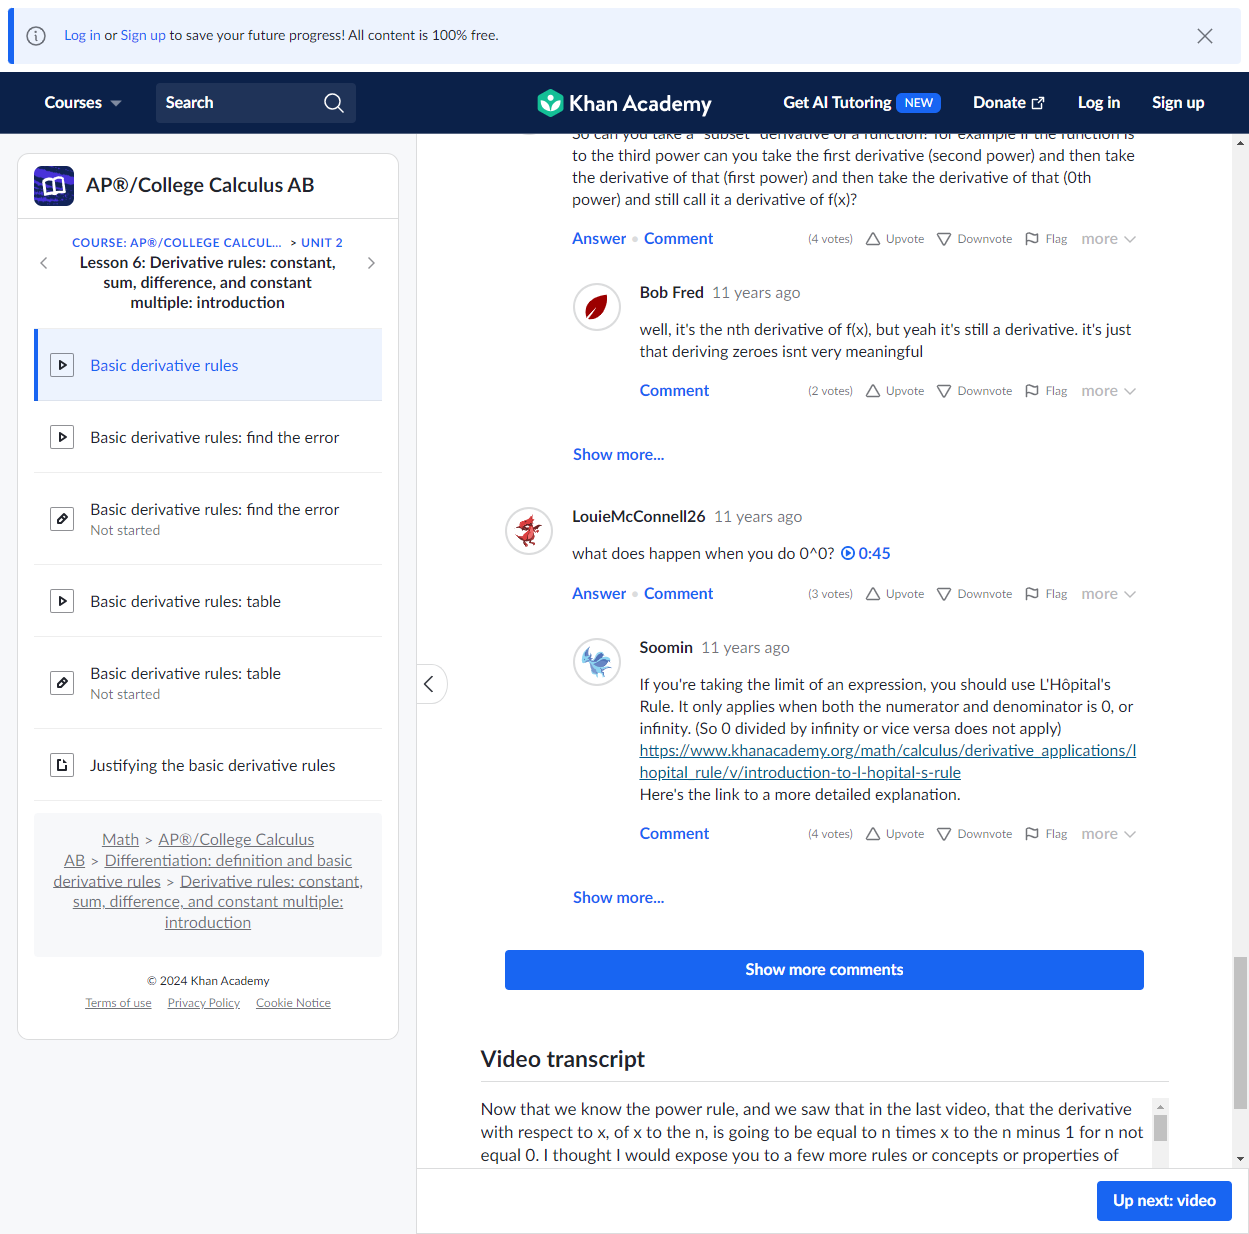 Log in or Sign up to save your future progress! All content is 100% free.
Courses
Search
Khan Academy
Get AI Tutoring NEW
Donate
Log in
Sign up
AP®/College Calculus AB
COURSE: AP®/COLLEGE CALCUL... > UNIT 2
Lesson 6: Derivative rules: constant,
sum, difference, and constant
multiple: introduction
Basic derivative rules
Basic derivative rules: find the error
Basic derivative rules: find the error
Not started
Basic derivative rules: table
Basic derivative rules: table
Not started
Justifying the basic derivative rules
Math > AP®/College Calculus
AB > Differentiation: definition and basic
derivative rules > Derivative rules: constant,
sum, difference, and constant multiple:
introduction
© 2024 Khan Academy
Terms of use Privacy Policy Cookie Notice
So can you take a "subset" derivative of a function? for example if the function is
to the third power can you take the first derivative (second power) and then take
the derivative of that (first power) and then take the derivative of that (0th
power) and still call it a derivative of f(x)?
Answer • Comment (4 votes) Upvote Downvote Flag more
Bob Fred 11 years ago
well, it's the nth derivative of f(x), but yeah it's still a derivative. it's just
that deriving zeroes isnt very meaningful
Comment (2 votes) Upvote Downvote Flag more
Show more...
LouieMcConnell26 11 years ago
what does happen when you do 0^0? 0:45
Answer • Comment (3 votes) Upvote Downvote Flag more
Soomin 11 years ago
If you're taking the limit of an expression, you should use L'Hôpital's
Rule. It only applies when both the numerator and denominator is 0, or
infinity. (So 0 divided by infinity or vice versa does not apply)
https://www.khanacademy.org/math/calculus/derivative_applications/l
hopital_rule/v/introduction-to-l-hopital-s-rule
Here's the link to a more detailed explanation.
Comment (4 votes) Upvote Downvote Flag more
Show more...
Show more comments
Video transcript
Now that we know the power rule, and we saw that in the last video, that the derivative
with respect to x, of x to the n, is going to be equal to n times x to the n minus 1 for n not
equal 0. I thought I would expose you to a few more rules or concepts or properties of
Up next: video